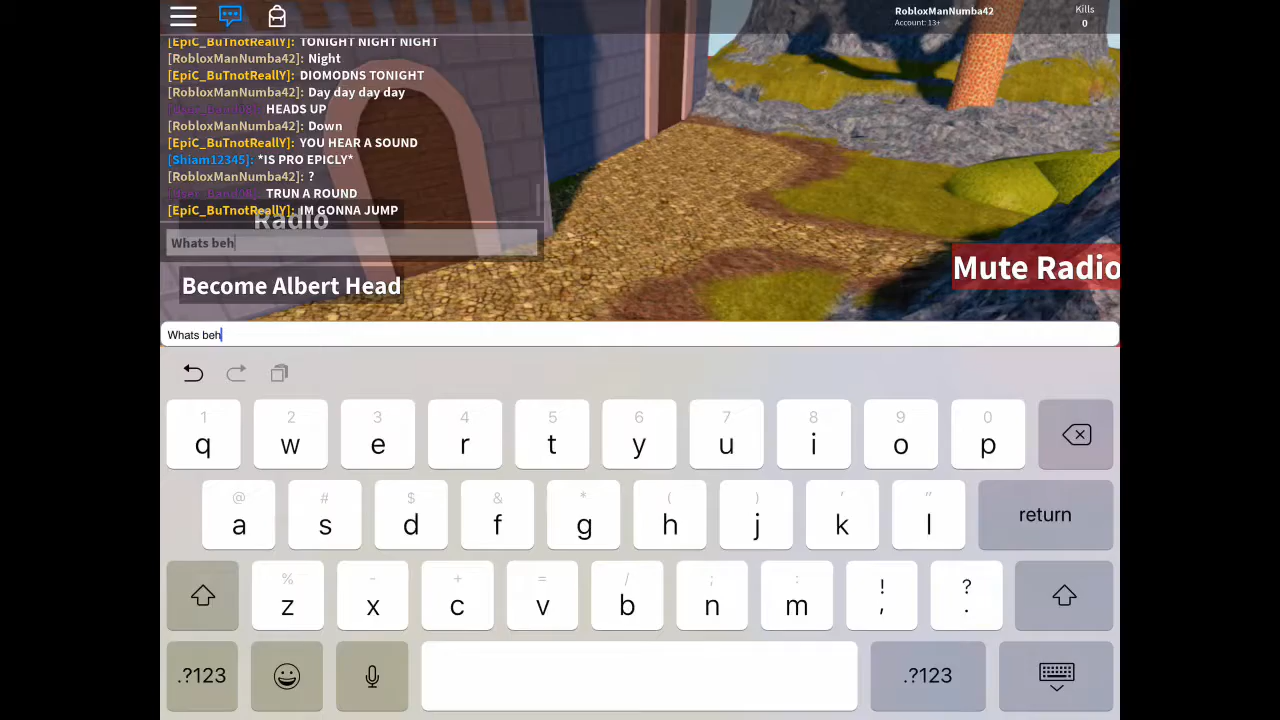 RobloxManNumba42
Account: 13+
Kills
0
[EpiC_BuTnotReallY]: TONIGHT NIGHT NIGHT
[RobloxManNumba42]: Night
[EpiC_BuTnotReallY]: DIOMODNS TONIGHT
[RobloxManNumba42]: Day day day day
HEADS UP
[RobloxManNumba42]: Down
[EpiC_BuTnotReallY]: YOU HEAR A SOUND
[Shiam12345]: *IS PRO EPICLY*
[RobloxManNumba42]: ?
TRUN A ROUND
[EpiC_BuTnotReallY]: IM GONNA JUMP
Radio
Whats beh
Become Albert Head
Mute Radio
Whats beh
1 2 3 4 5 6 7 8 9 0
q w e r t y u i o p
@ # $ & * ( ) ' "
a s d f g h j k l return
% - + = / ; : ! ?
z x c v b n m , .
.?123 .?123